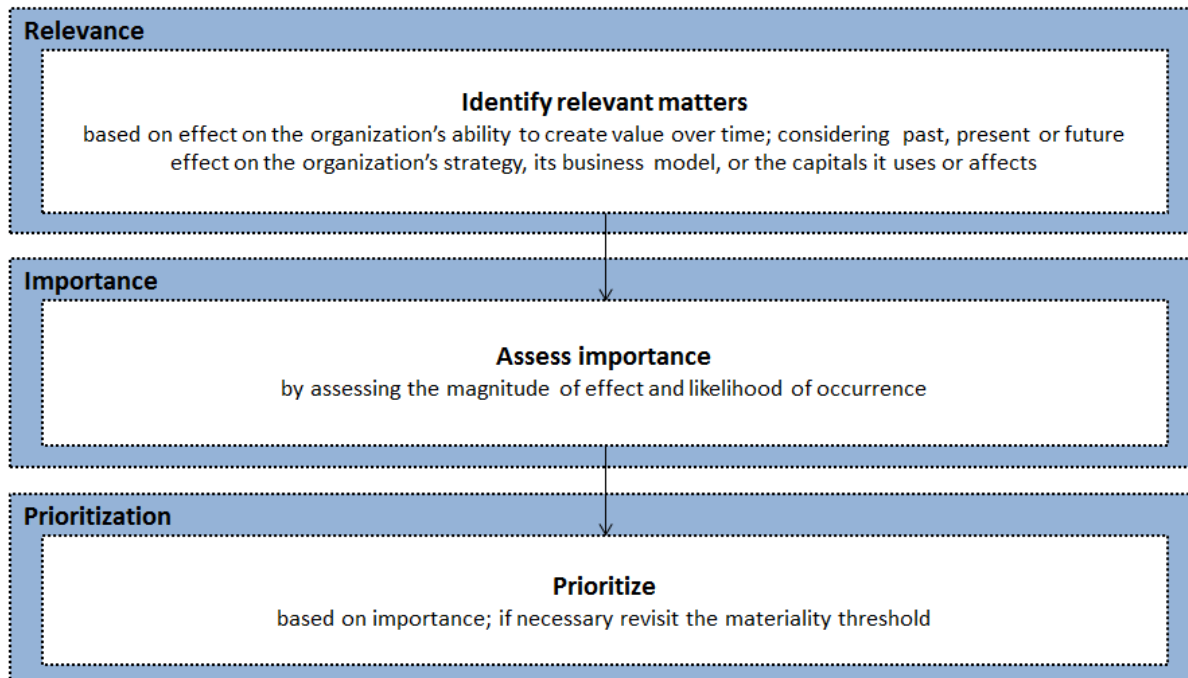 Relevance
Identify relevant matters
based on effect on the organization's ability to create value over time; considering past, present or future
effect on the organization's strategy, its business model, or the capitals it uses or affects
Importance
Assess importance
by assessing the magnitude of effect and likelihood of occurrence
Prioritization
Prioritize
based on importance; if necessary revisit the materiality threshold